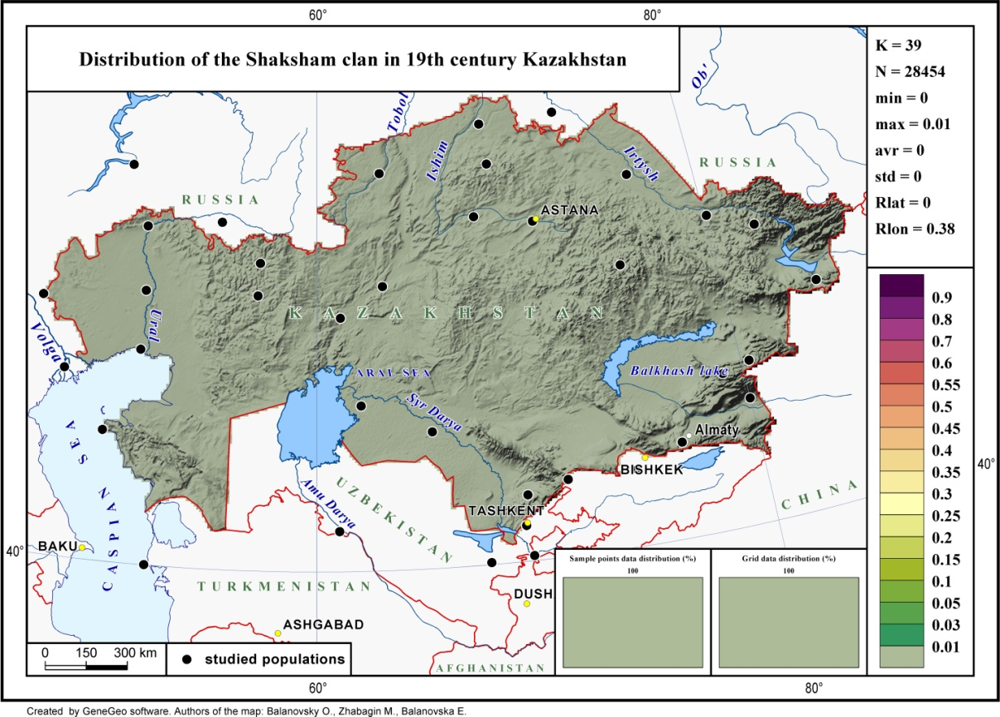 60° 80°
Distribution of the Shaksham clan in 19th century Kazakhstan
K = 39
N = 28454
min = 0
max = 0.01
avr = 0
std = 0
Rlat = 0
Rlon = 0.38
Ob'
Tobol
Ishim
Irtysh
RUSSIA
RUSSIA
ASTANA
KAZAKHSTAN
Ural
Volga
ARAL SEA
Syr Darya
Balkhash lake
Almaty
BISHKEK
CASPIAN SEA
Amu Darya
UZBEKISTAN
TASHKENT
CHINA
40°
40°
BAKU
TURKMENISTAN
DUSH
ASHGABAD
AFGHANISTAN
0.9
0.8
0.7
0.6
0.55
0.5
0.45
0.4
0.35
0.3
0.25
0.2
0.15
0.1
0.05
0.03
0.01
Sample points data distribution (%)
100
Grid data distribution (%)
100
0 150 300 km
studied populations
60° 80°
Created by GeneGeo software. Authors of the map: Balanovsky O., Zhabagin M., Balanovska E.